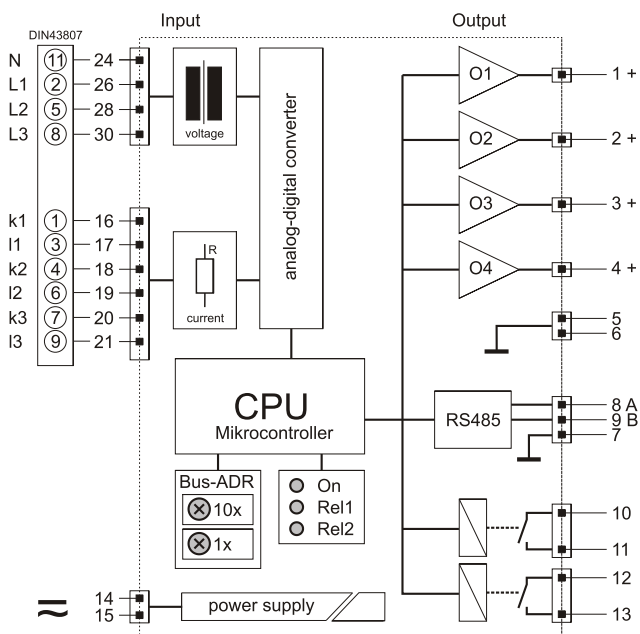 Input
Output
DIN43807
N 11 24
L1 2 26
L2 5 28
L3 8 30
voltage
analog-digital converter
k1 1 16
l1 3 17
k2 4 18
l2 6 19
k3 7 20
l3 9 21
R
current
O1 1 +
O2 2 +
O3 3 +
O4 4 +
5
6
CPU
Mikrocontroller
RS485
8 A
9 B
7
Bus-ADR
10x
1x
On
Rel1
Rel2
10
11
12
13
14
15
power supply